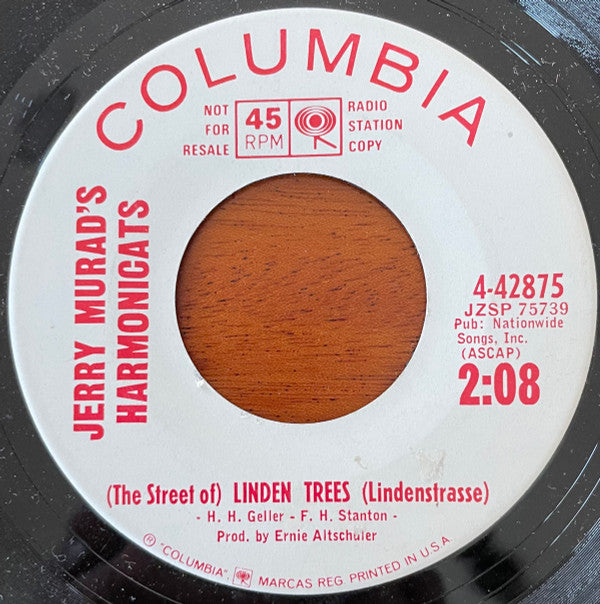 COLUMBIA
NOT
FOR
RESALE
45
RPM
RADIO
STATION
COPY
JERRY MURAD'S
HARMONICATS
4-42875
JZSP 75739
Pub: Nationwide
Songs, Inc.
(ASCAP)
2:08
(The Street of) LINDEN TREES (Lindenstrasse)
- H. H. Geller - F. H. Stanton -
Prod. by Ernie Altschuler
® "COLUMBIA", MARCAS REG. PRINTED IN U.S.A.